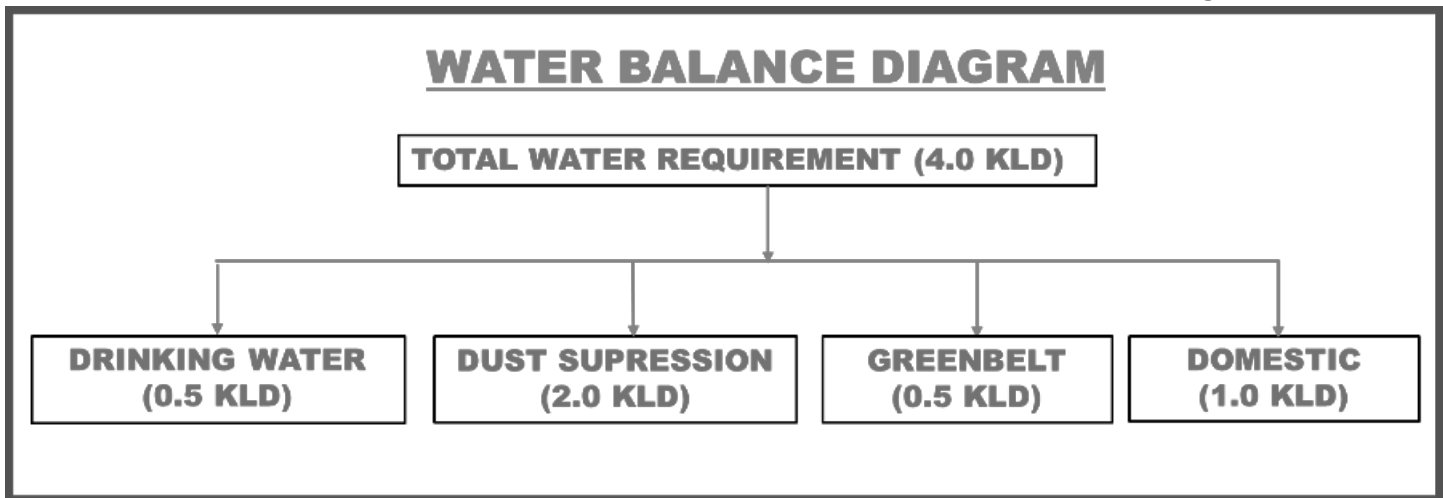 WATER BALANCE DIAGRAM
TOTAL WATER REQUIREMENT (4.0 KLD)
DRINKING WATER
(0.5 KLD)
DUST SUPRESSION
(2.0 KLD)
GREENBELT
(0.5 KLD)
DOMESTIC
(1.0 KLD)